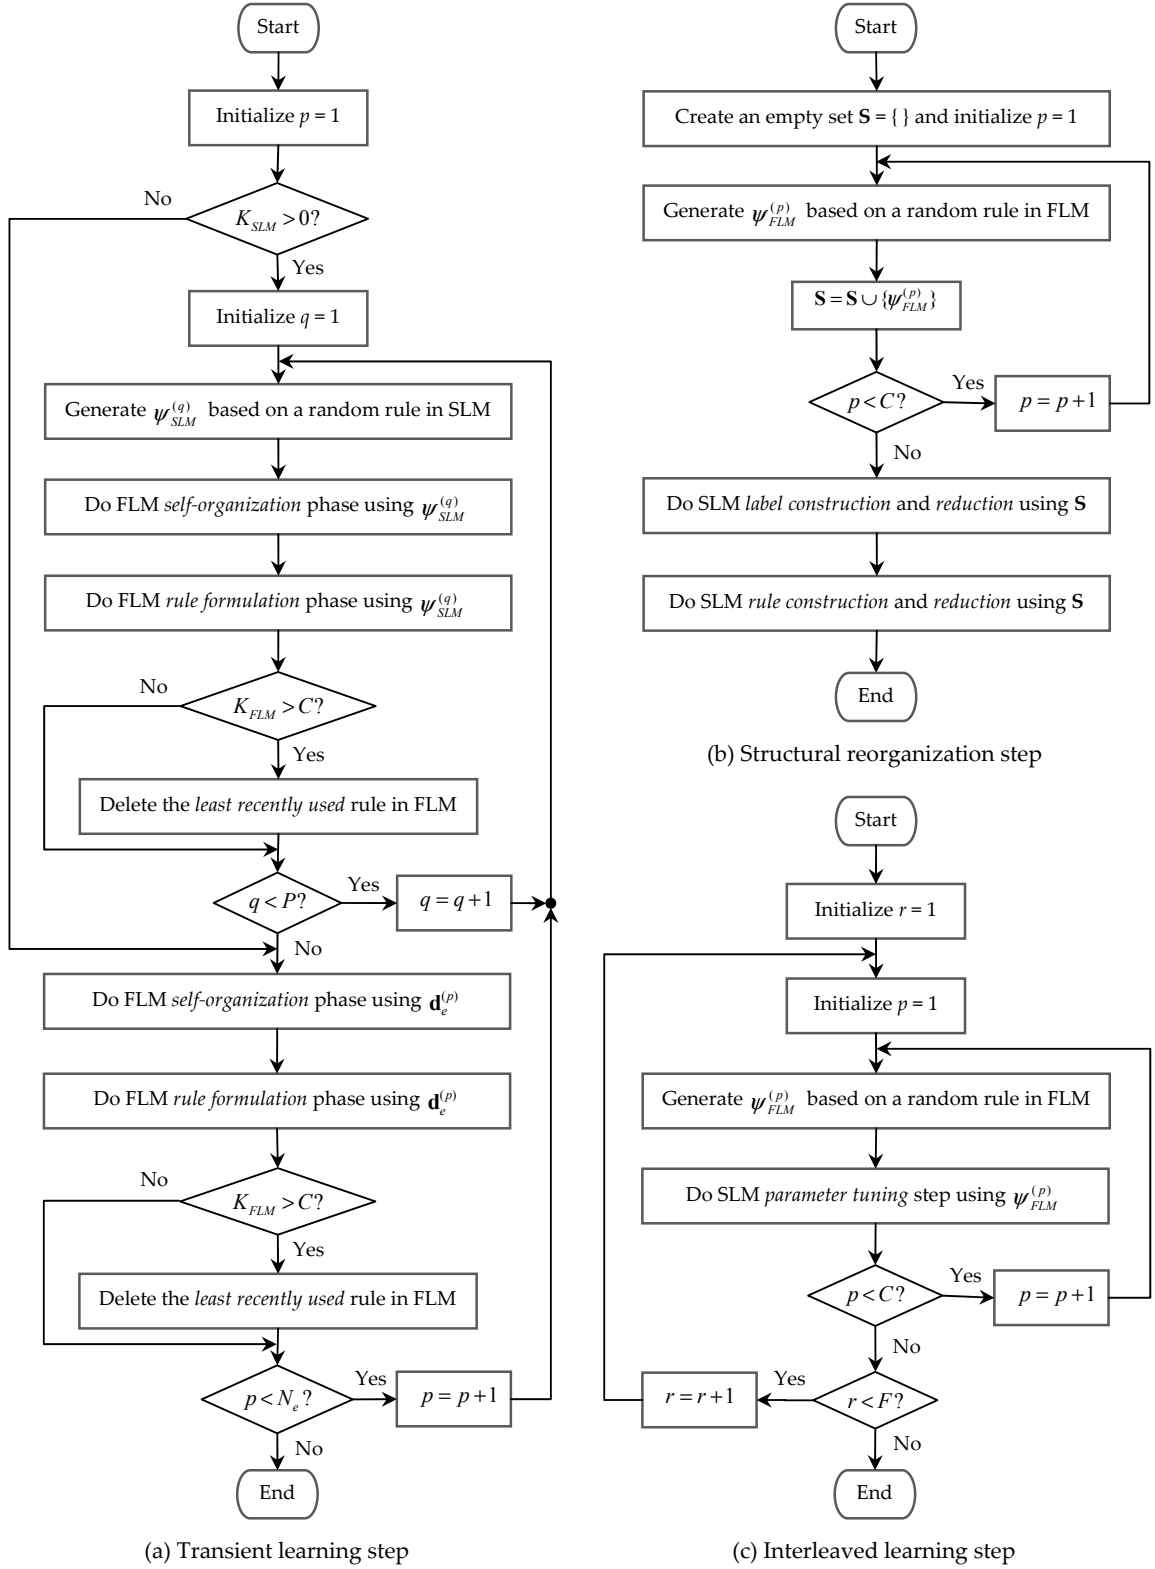 Start
Initialize p = 1
K_SLM > 0?
No
Yes
Initialize q = 1
Generate ψ_SLM^(q) based on a random rule in SLM
Do FLM self-organization phase using ψ_SLM^(q)
Do FLM rule formulation phase using ψ_SLM^(q)
K_FLM > C?
No
Yes
Delete the least recently used rule in FLM
q < P?
Yes
q = q+1
No
Do FLM self-organization phase using d_e^(p)
Do FLM rule formulation phase using d_e^(p)
K_FLM > C?
No
Yes
Delete the least recently used rule in FLM
p < N_e?
Yes
p = p+1
No
End
(a) Transient learning step
Start
Create an empty set S = { } and initialize p = 1
Generate ψ_FLM^(p) based on a random rule in FLM
S = S ∪ {ψ_FLM^(p)}
p < C?
Yes
p = p+1
No
Do SLM label construction and reduction using S
Do SLM rule construction and reduction using S
End
(b) Structural reorganization step
Start
Initialize r = 1
Initialize p = 1
Generate ψ_FLM^(p) based on a random rule in FLM
Do SLM parameter tuning step using ψ_FLM^(p)
p < C?
Yes
p = p+1
No
r < F?
Yes
r = r+1
No
End
(c) Interleaved learning step